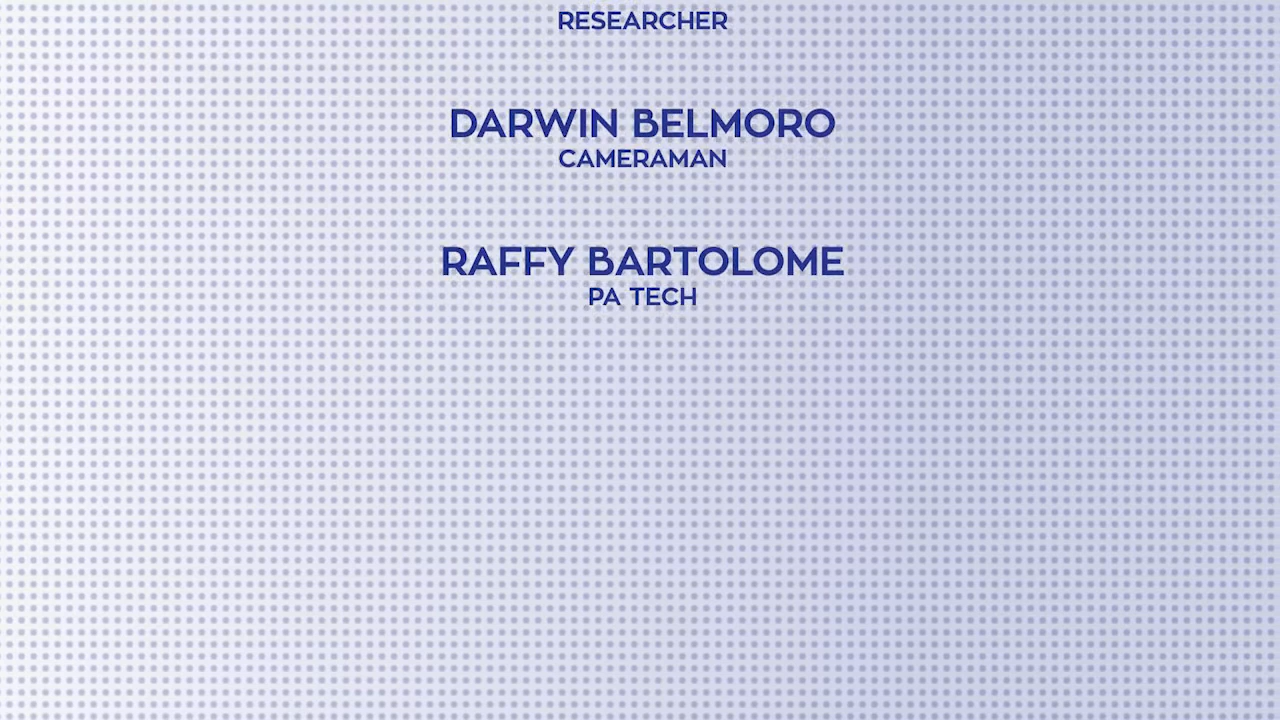 RESEARCHER
DARWIN BELMORO
CAMERAMAN
RAFFY BARTOLOME
PA TECH